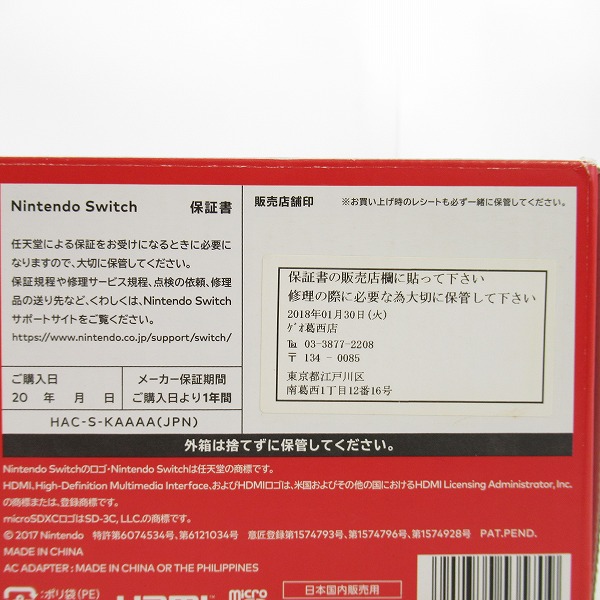 Nintendo Switch 保証書
任天堂による保証をお受けになるときに必要に
なりますので、大切に保管してください。
保証規程や修理サービス規程、点検の依頼、修理
品の送り先など、くわしくは、Nintendo Switch
サポートサイトをご覧ください。
https://www.nintendo.co.jp/support/switch/
ご購入日 メーカー保証期間
20 年 月 日 ご購入日より1年間
HAC-S-KAAAA(JPN)
販売店舗印 ※お買い上げ時のレシートも必ず一緒に保管してください。
保証書の販売店欄に貼って下さい
修理の際に必要な為大切に保管して下さい
2018年01月30日(火)
ゲオ葛西店
℡ 03-3877-2208
〒 134 - 0085
東京都江戸川区
南葛西1丁目12番16号
外箱は捨てずに保管してください。
Nintendo Switchのロゴ・Nintendo Switchは任天堂の商標です。
HDMI、High-Definition Multimedia Interface、およびHDMIロゴは、米国およびその他の国におけるHDMI Licensing Administrator, Inc.
の商標または、登録商標です。
microSDXCロゴはSD-3C, LLC.の商標です。
© 2017 Nintendo 特許第6074534号、第6121034号 意匠登録第1574793号、第1574796号、第1574928号 PAT.PEND.
MADE IN CHINA
AC ADAPTER : MADE IN CHINA OR THE PHILIPPINES
:ポリ袋(PE) HDMI micro 日本国内販売用